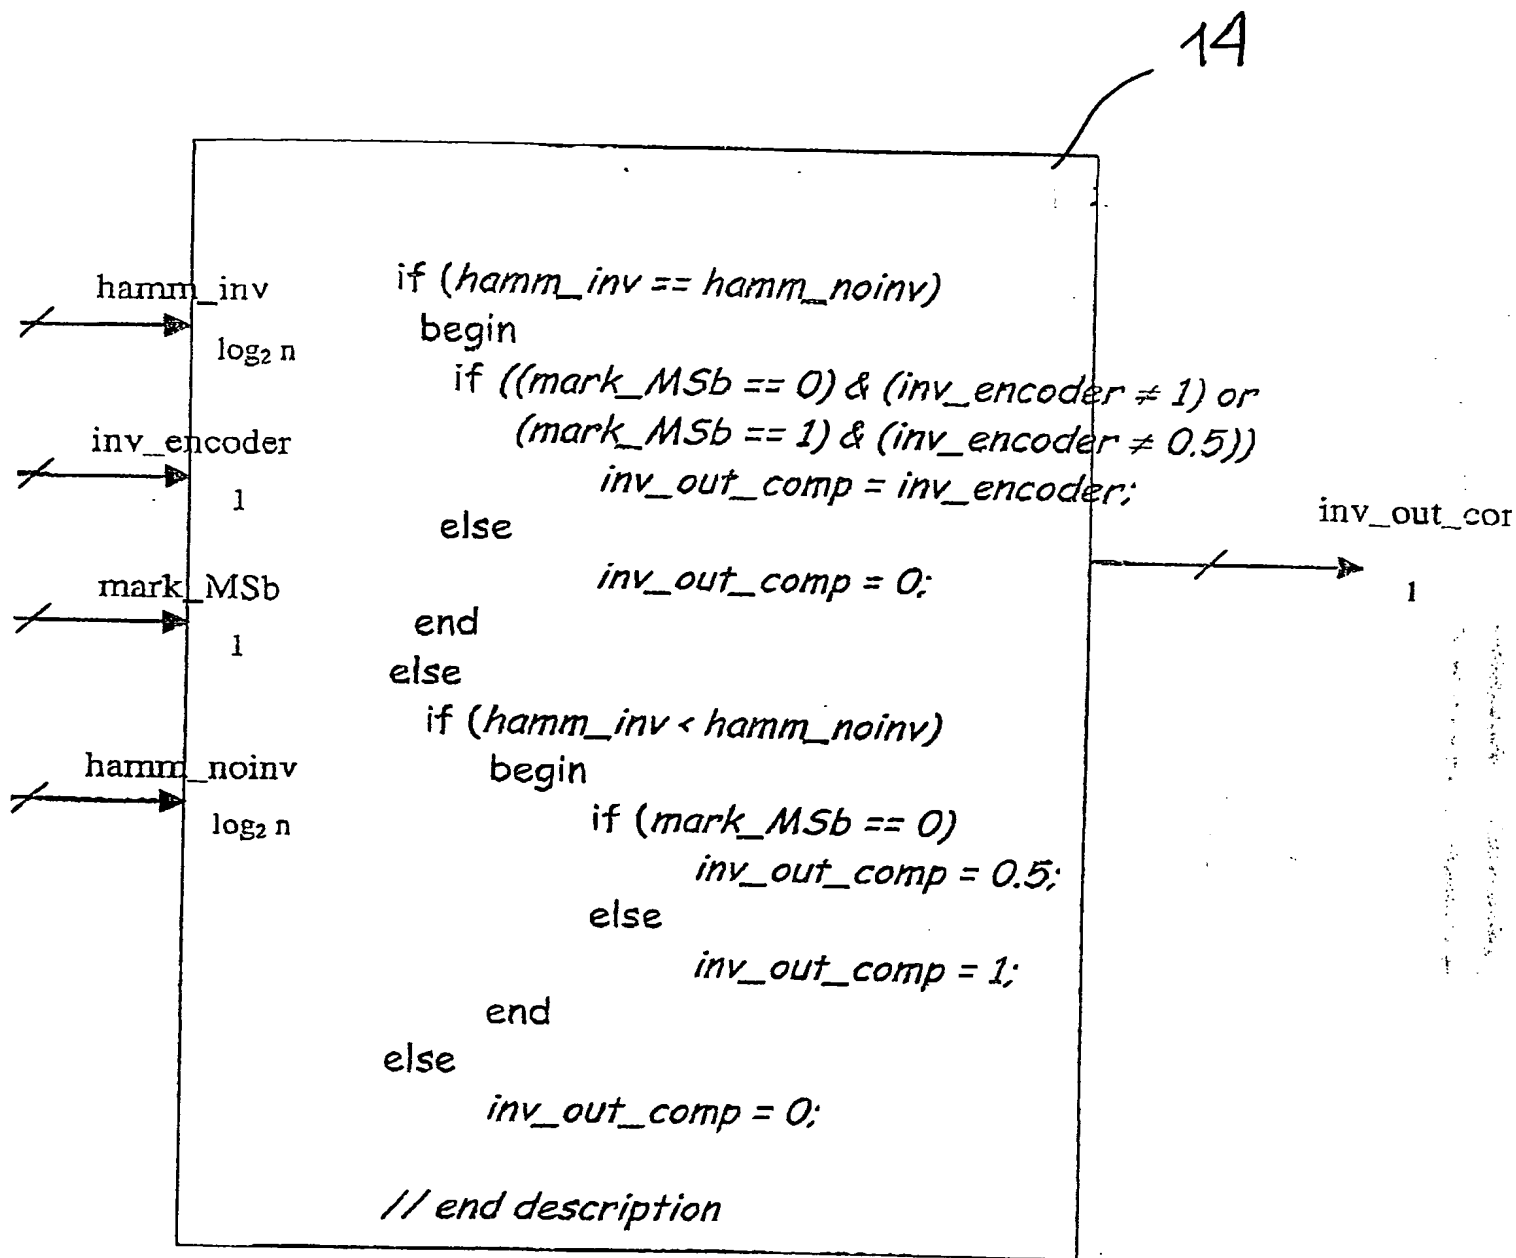 14
hamm_inv
log₂ n
inv_encoder
1
mark_MSb
1
hamm_noinv
log₂ n
if (hamm_inv == hamm_noinv)
begin
if ((mark_MSb == 0) & (inv_encoder ≠ 1) or
(mark_MSb == 1) & (inv_encoder ≠ 0.5))
inv_out_comp = inv_encoder;
else
inv_out_comp = 0;
end
else
if (hamm_inv < hamm_noinv)
begin
if (mark_MSb == 0)
inv_out_comp = 0.5;
else
inv_out_comp = 1;
end
else
inv_out_comp = 0;
// end description
inv_out_cor
1